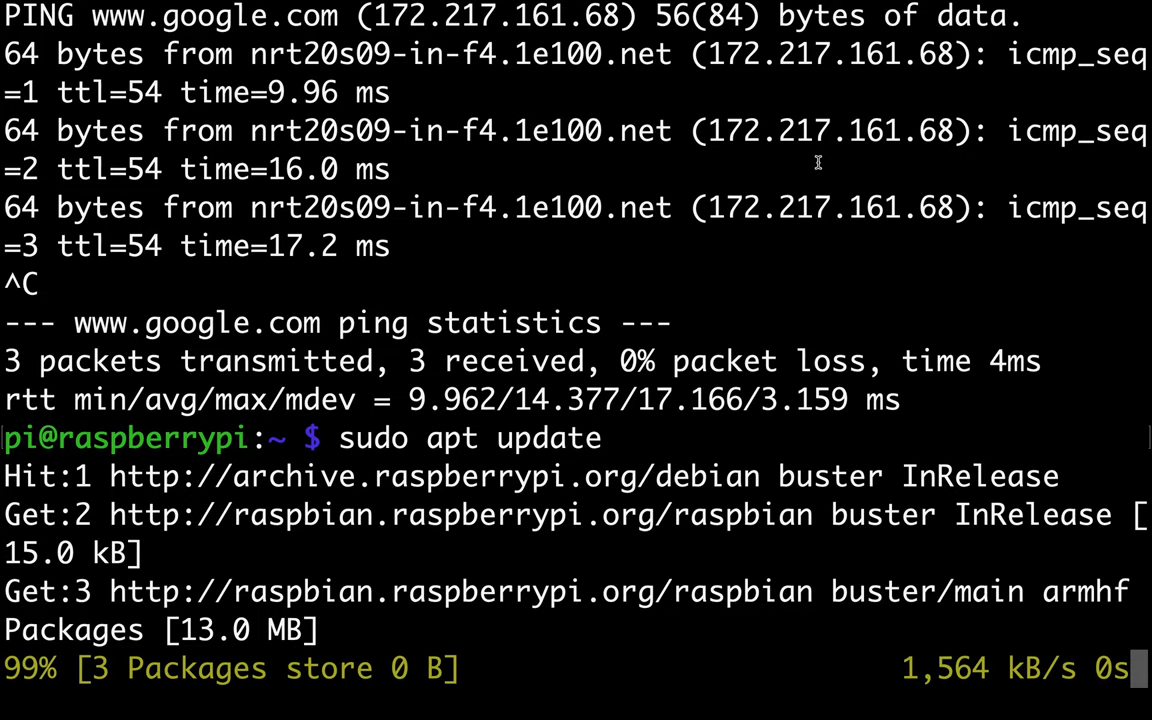 PING www.google.com (172.217.161.68) 56(84) bytes of data.
64 bytes from nrt20s09-in-f4.1e100.net (172.217.161.68): icmp_seq
=1 ttl=54 time=9.96 ms
64 bytes from nrt20s09-in-f4.1e100.net (172.217.161.68): icmp_seq
=2 ttl=54 time=16.0 ms
64 bytes from nrt20s09-in-f4.1e100.net (172.217.161.68): icmp_seq
=3 ttl=54 time=17.2 ms
^C
--- www.google.com ping statistics ---
3 packets transmitted, 3 received, 0% packet loss, time 4ms
rtt min/avg/max/mdev = 9.962/14.377/17.166/3.159 ms
pi@raspberrypi:~ $ sudo apt update
Hit:1 http://archive.raspberrypi.org/debian buster InRelease
Get:2 http://raspbian.raspberrypi.org/raspbian buster InRelease [
15.0 kB]
Get:3 http://raspbian.raspberrypi.org/raspbian buster/main armhf
Packages [13.0 MB]
99% [3 Packages store 0 B] 1,564 kB/s 0s